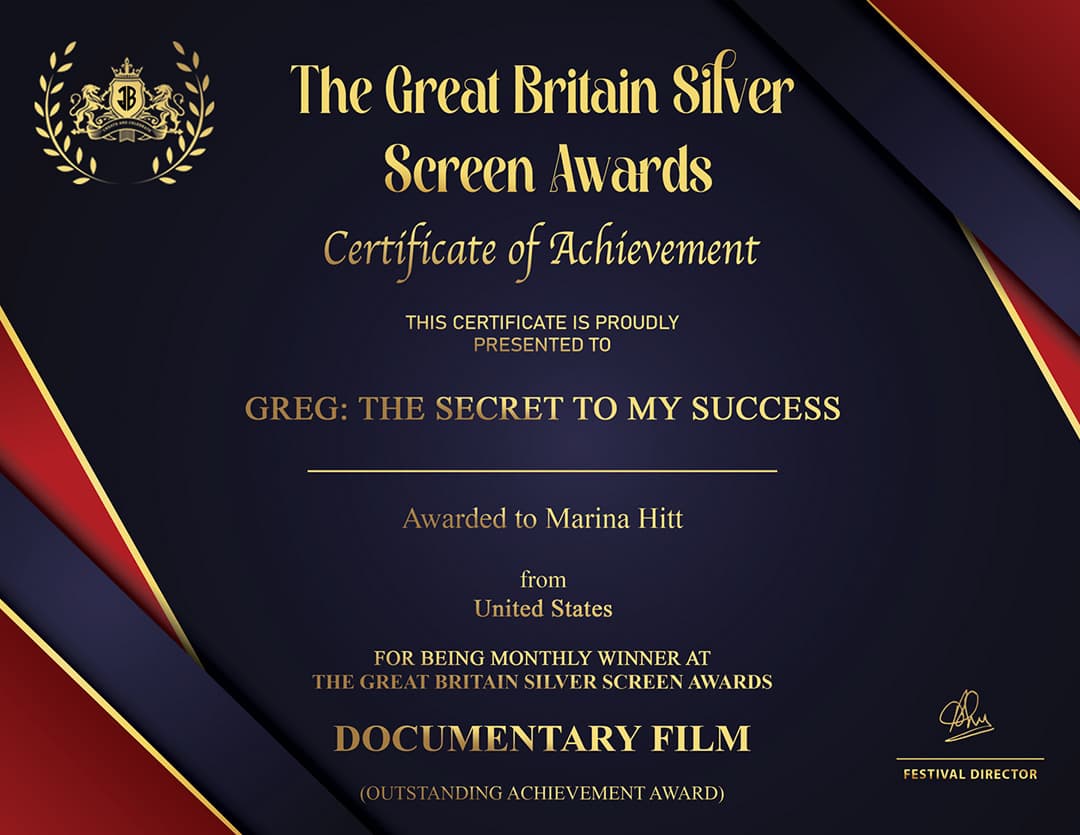 The Great Britain Silver
Screen Awards
Certificate of Achievement
THIS CERTIFICATE IS PROUDLY
PRESENTED TO
GREG: THE SECRET TO MY SUCCESS
Awarded to Marina Hitt
from
United States
FOR BEING MONTHLY WINNER AT
THE GREAT BRITAIN SILVER SCREEN AWARDS
DOCUMENTARY FILM
(OUTSTANDING ACHIEVEMENT AWARD)
FESTIVAL DIRECTOR